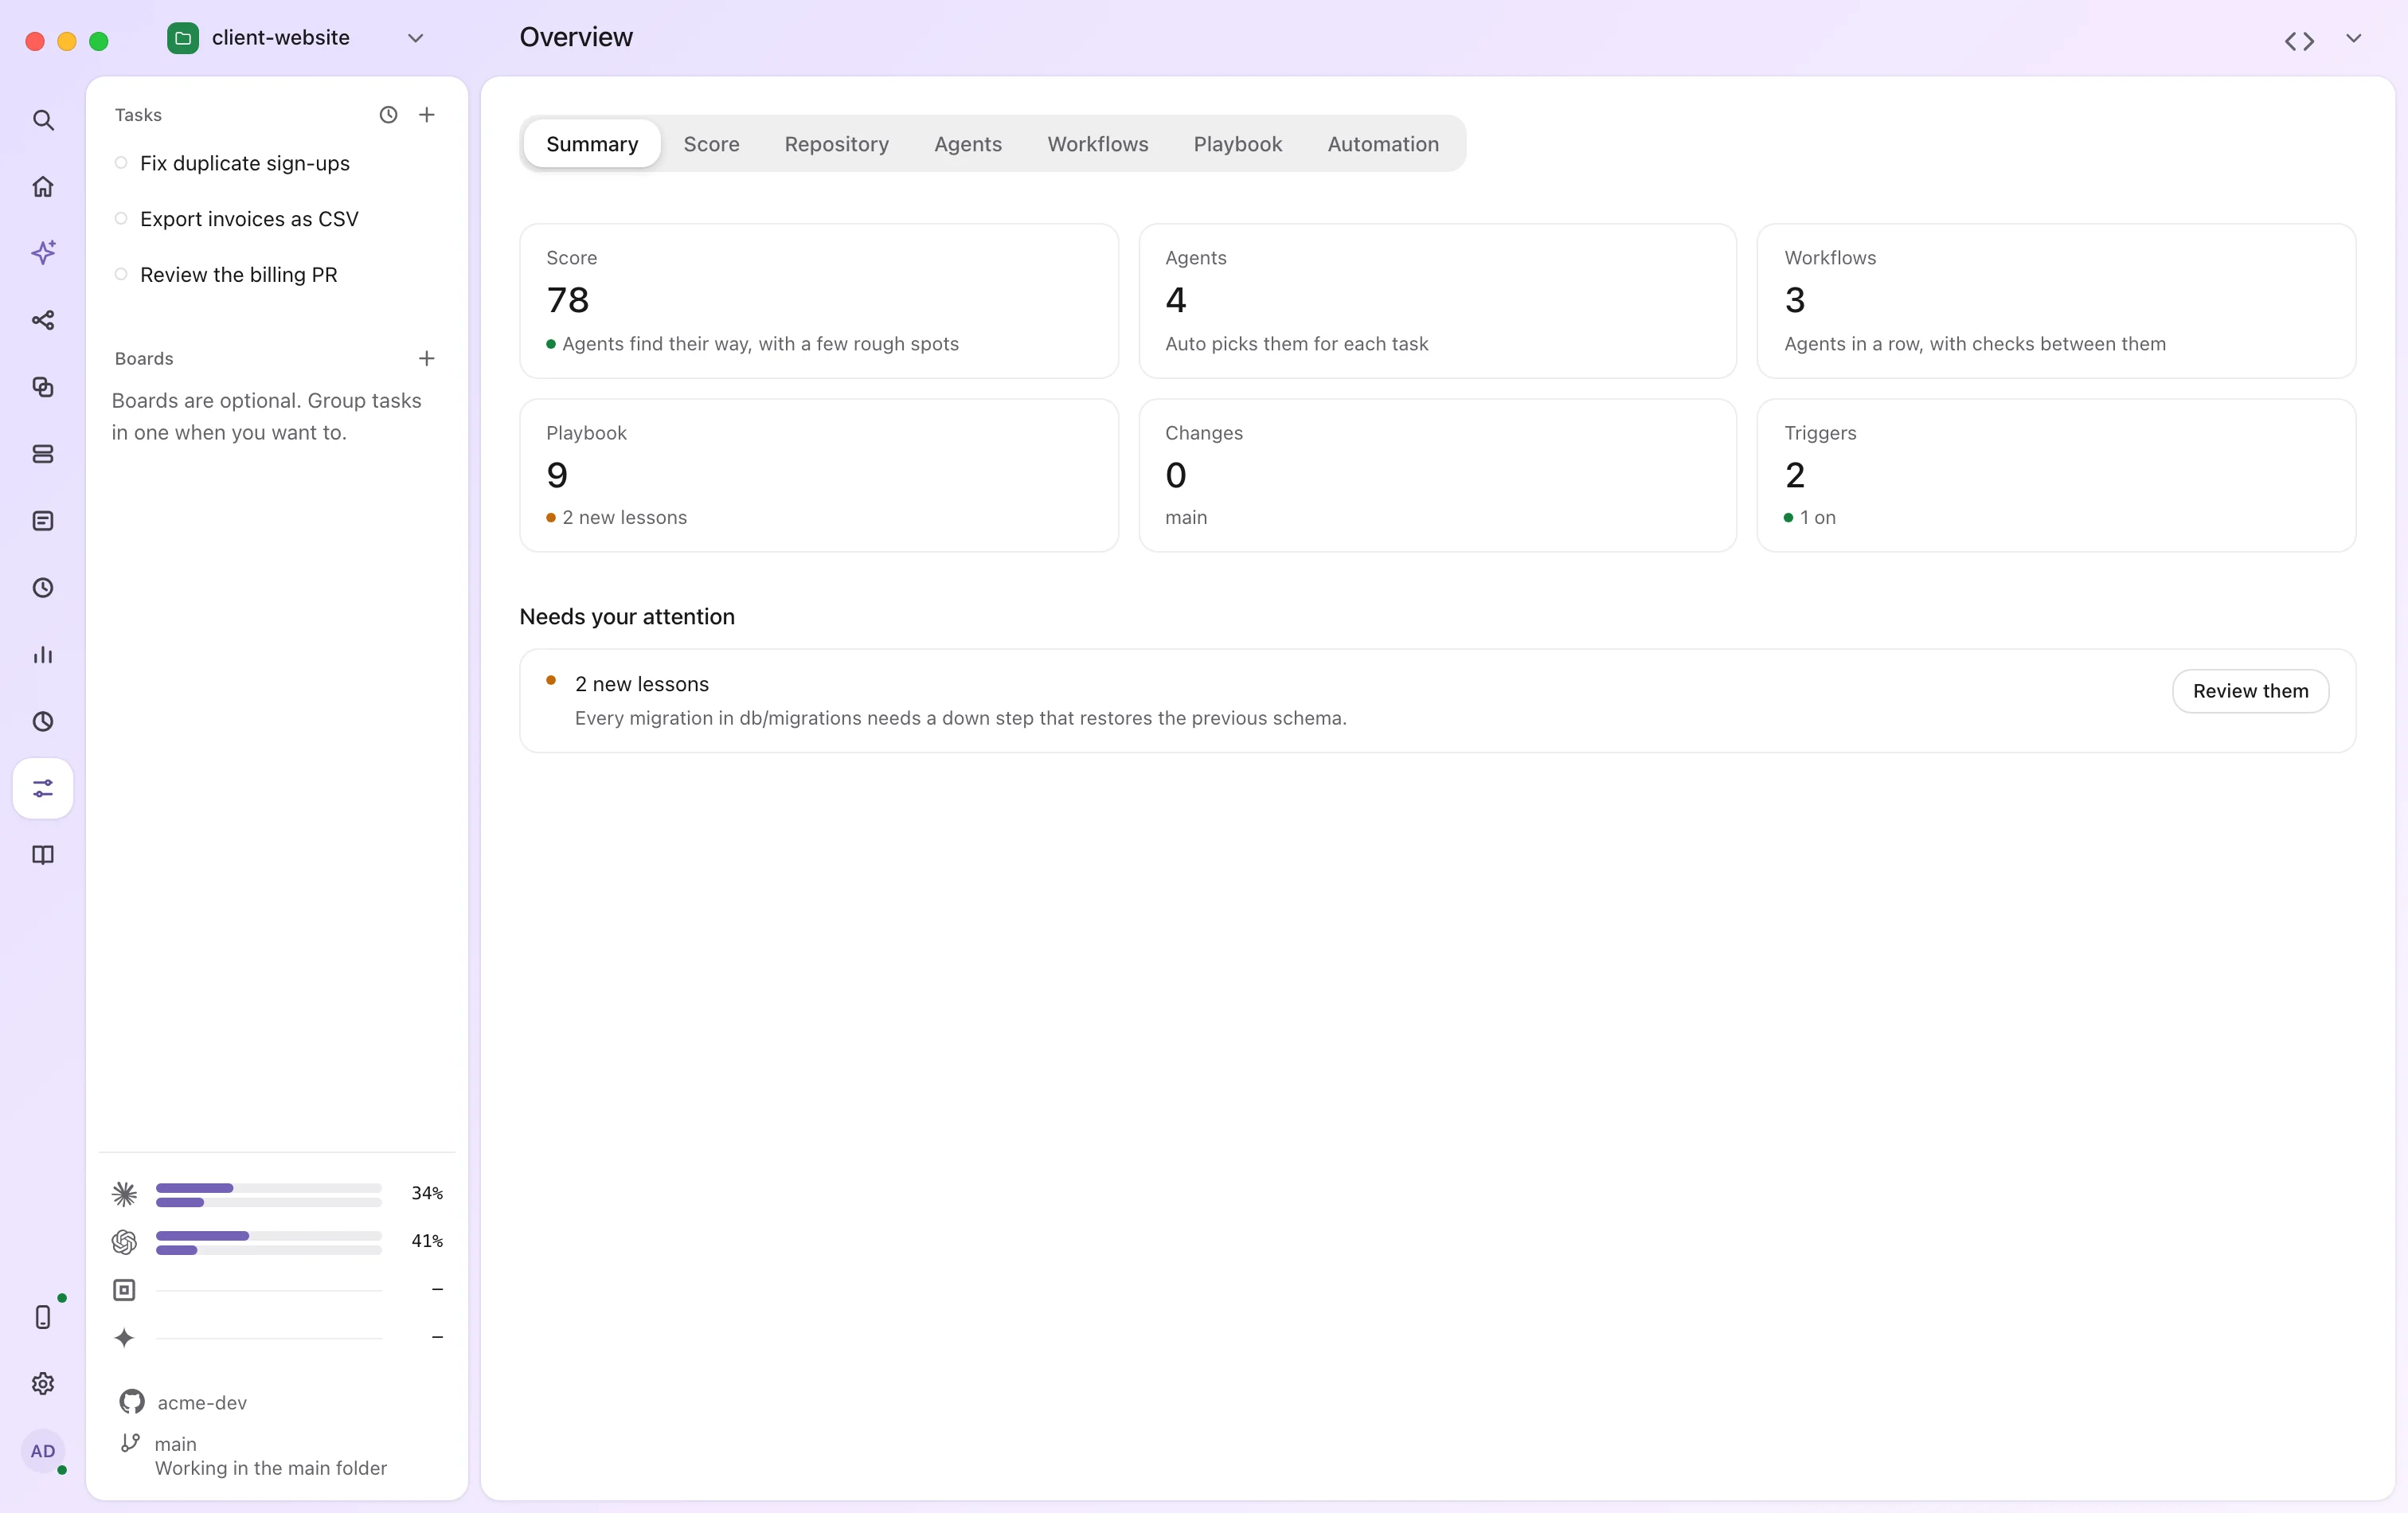 client-website
Overview
Tasks
Fix duplicate sign-ups
Export invoices as CSV
Review the billing PR
Boards
Boards are optional. Group tasks
in one when you want to.
34%
41%
–
–
acme-dev
main
Working in the main folder
AD
Summary
Score
Repository
Agents
Workflows
Playbook
Automation
Score
78
Agents find their way, with a few rough spots
Agents
4
Auto picks them for each task
Workflows
3
Agents in a row, with checks between them
Playbook
9
2 new lessons
Changes
0
main
Triggers
2
1 on
Needs your attention
2 new lessons
Every migration in db/migrations needs a down step that restores the previous schema.
Review them